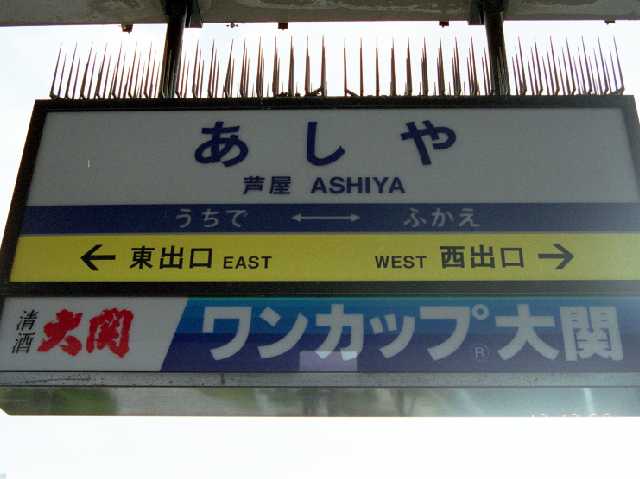 あしや
芦屋 ASHIYA
うちで ←→ ふかえ
← 東出口 EAST WEST 西出口 →
清酒 大関 ワンカップ® 大関